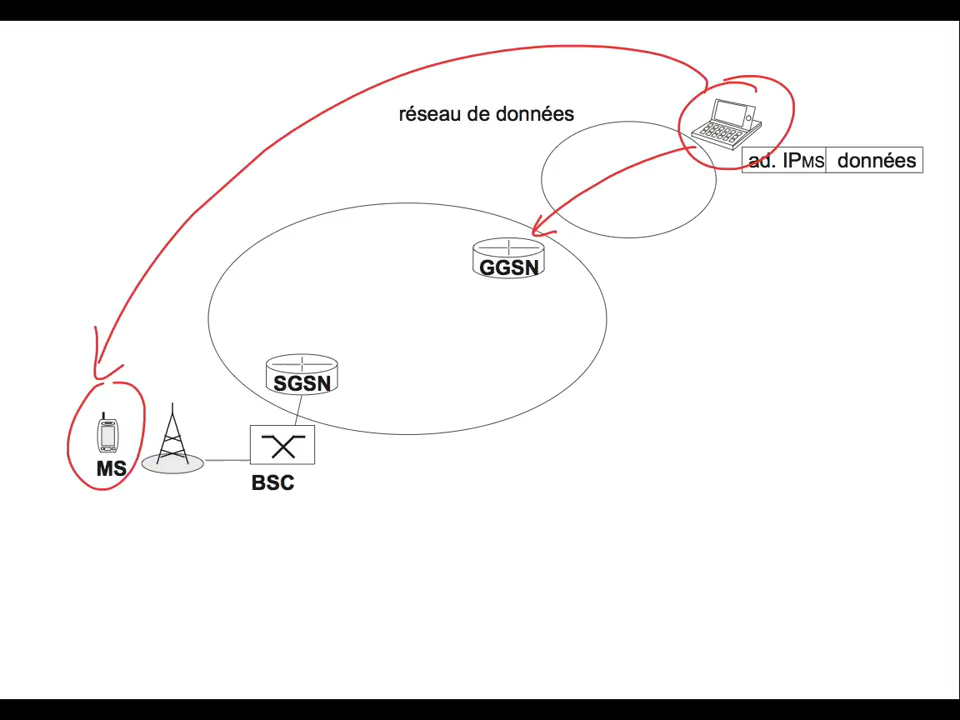 réseau de données
ad. IPMS données
GGSN
SGSN
MS
BSC